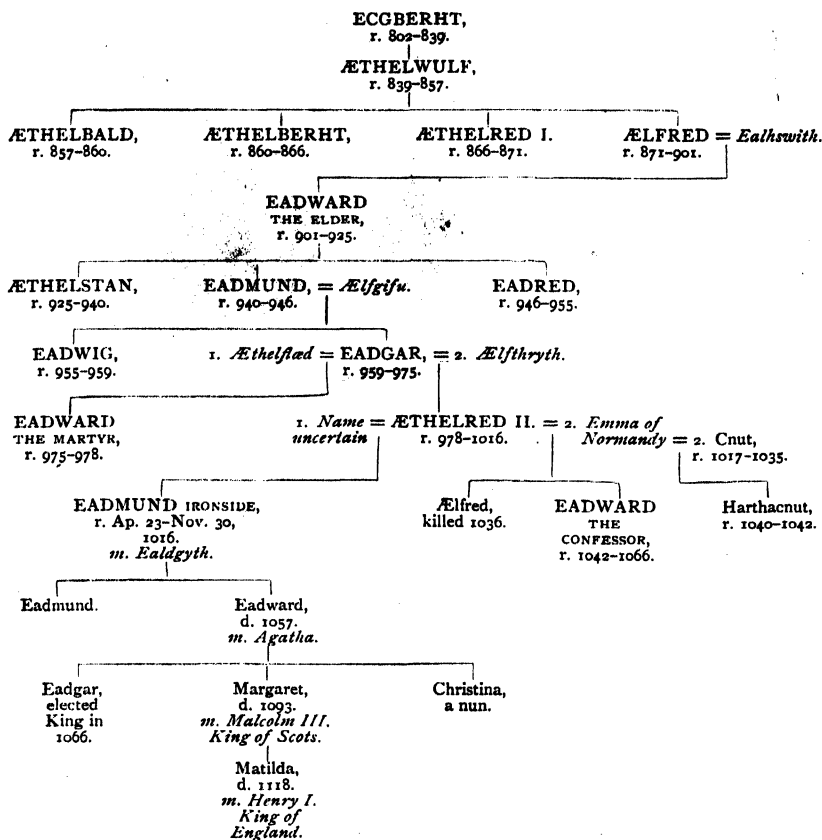 ECGBERHT,
r. 802–839.
ÆTHELWULF,
r. 839–857.
ÆTHELBALD, ÆTHELBERHT, ÆTHELRED I. ÆLFRED = Ealhswith.
r. 857–860. r. 860–866. r. 866–871. r. 871–901.
EADWARD
THE ELDER,
r. 901–925.
ÆTHELSTAN, EADMUND, = Ælfgifu. EADRED,
r. 925–940. r. 940–946. r. 946–955.
EADWIG, 1. Æthelflæd = EADGAR, = 2. Ælfthryth.
r. 955–959. r. 959–975.
EADWARD
THE MARTYR,
r. 975–978.
1. Name = ÆTHELRED II. = 2. Emma of
uncertain r. 978–1016. Normandy = 2. Cnut,
r. 1017–1035.
EADMUND IRONSIDE,
r. Ap. 23–Nov. 30,
1016.
m. Ealdgyth.
Ælfred,
killed 1036.
EADWARD
THE
CONFESSOR,
r. 1042–1066.
Harthacnut,
r. 1040–1042.
Eadmund.
Eadward,
d. 1057.
m. Agatha.
Eadgar,
elected
King in
1066.
Margaret,
d. 1093.
m. Malcolm III.
King of Scots.
Christina,
a nun.
Matilda,
d. 1118.
m. Henry I.
King of
England.